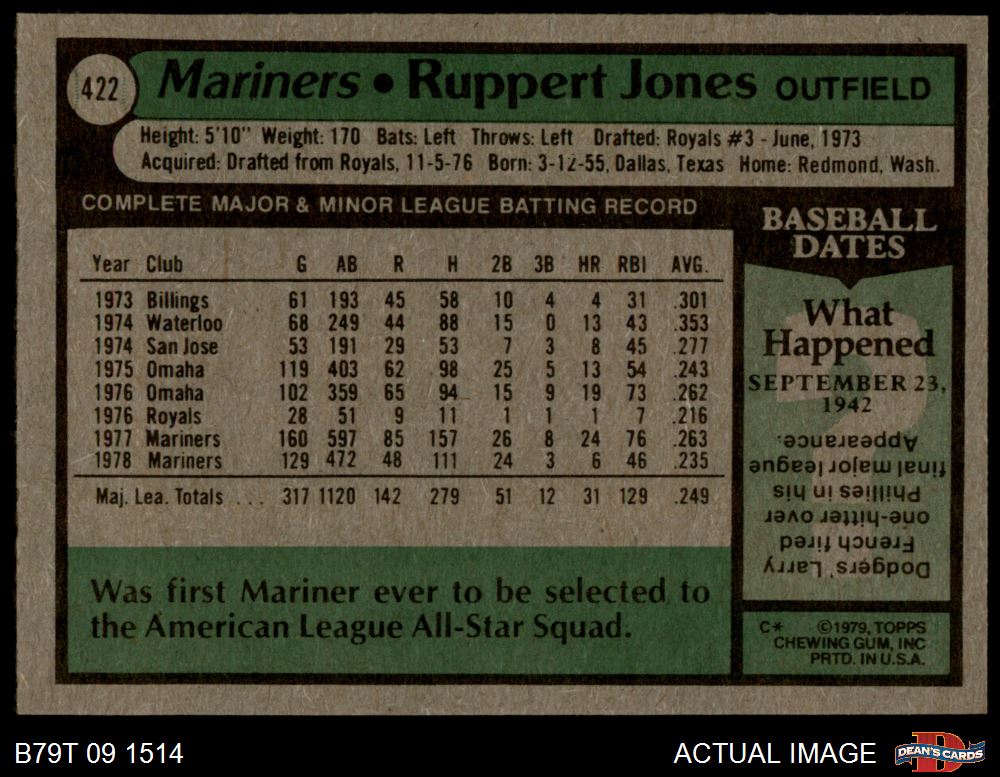 422
Mariners • Ruppert Jones OUTFIELD
Height: 5'10" Weight: 170 Bats: Left Throws: Left Drafted: Royals #3 - June, 1973
Acquired: Drafted from Royals, 11-5-76 Born: 3-12-55, Dallas, Texas Home: Redmond, Wash.
COMPLETE MAJOR & MINOR LEAGUE BATTING RECORD
Year Club G AB R H 2B 3B HR RBI AVG.
1973 Billings 61 193 45 58 10 4 4 31 .301
1974 Waterloo 68 249 44 88 15 0 13 43 .353
1974 San Jose 53 191 29 53 7 3 8 45 .277
1975 Omaha 119 403 62 98 25 5 13 54 .243
1976 Omaha 102 359 65 94 15 9 19 73 .262
1976 Royals 28 51 9 11 1 1 1 7 .216
1977 Mariners 160 597 85 157 26 8 24 76 .263
1978 Mariners 129 472 48 111 24 3 6 46 .235
Maj. Lea. Totals ... 317 1120 142 279 51 12 31 129 .249
Was first Mariner ever to be selected to
the American League All-Star Squad.
BASEBALL
DATES
What
Happened
SEPTEMBER 23,
1942
Dodgers' Larry
French fired
one-hitter over
Phillies in his
final major league
Appearance.
C* ©1979, TOPPS
CHEWING GUM, INC
PRTD. IN U.S.A.
B79T 09 1514
ACTUAL IMAGE
D
DEAN'S CARDS